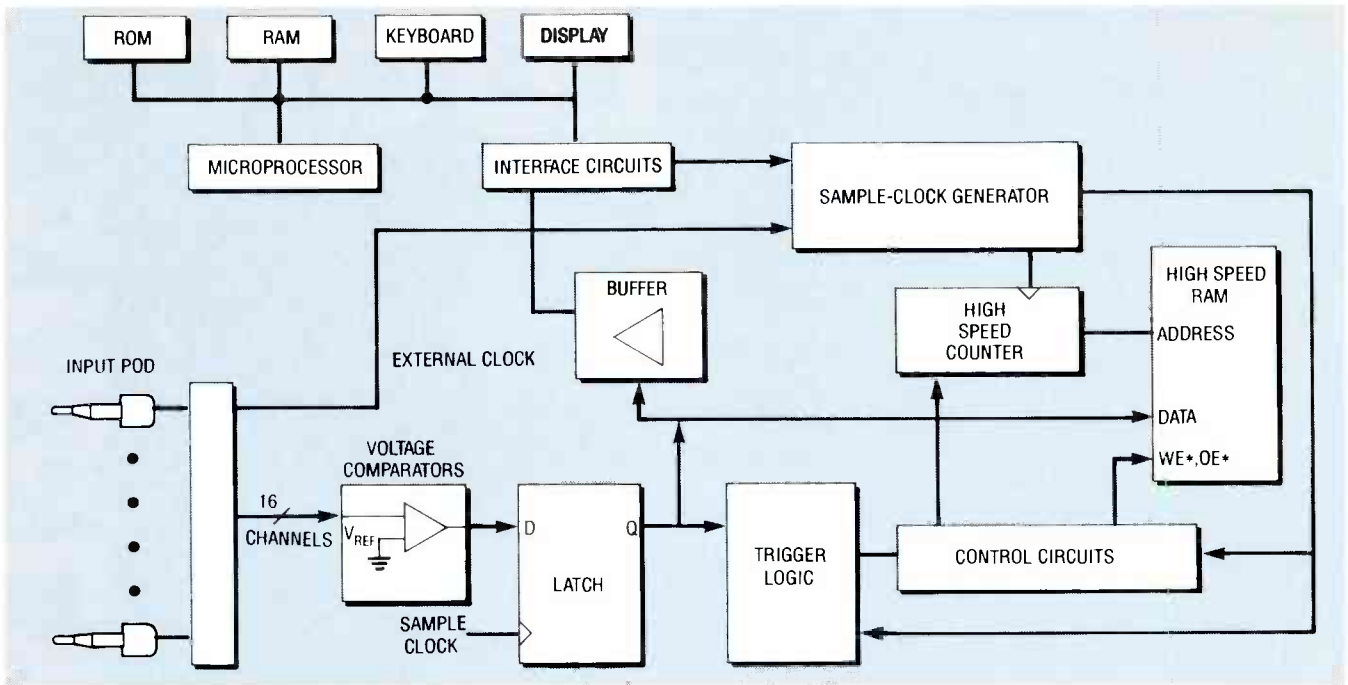 ROM
RAM
KEYBOARD
DISPLAY
MICROPROCESSOR
INTERFACE CIRCUITS
SAMPLE-CLOCK GENERATOR
BUFFER
HIGH
SPEED
COUNTER
HIGH SPEED
RAM
ADDRESS
DATA
WE*,OE*
INPUT POD
EXTERNAL CLOCK
VOLTAGE
COMPARATORS
16
CHANNELS
VREF
D
Q
LATCH
SAMPLE
CLOCK
TRIGGER
LOGIC
CONTROL CIRCUITS